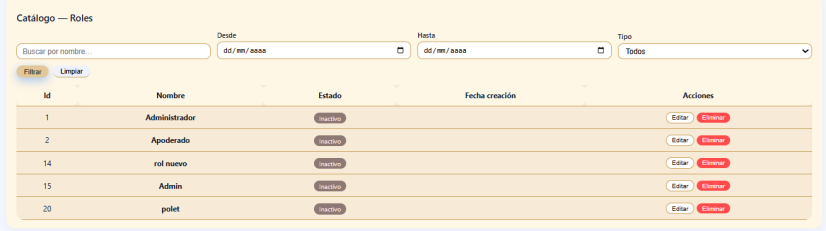 Catálogo — Roles
Desde Hasta Tipo
Buscar por nombre... dd/mm/aaaa dd/mm/aaaa Todos
Filtrar Limpiar
Id Nombre Estado Fecha creación Acciones
1 Administrador Inactivo Editar Eliminar
2 Apoderado Inactivo Editar Eliminar
14 rol nuevo Inactivo Editar Eliminar
15 Admin Inactivo Editar Eliminar
20 polet Inactivo Editar Eliminar